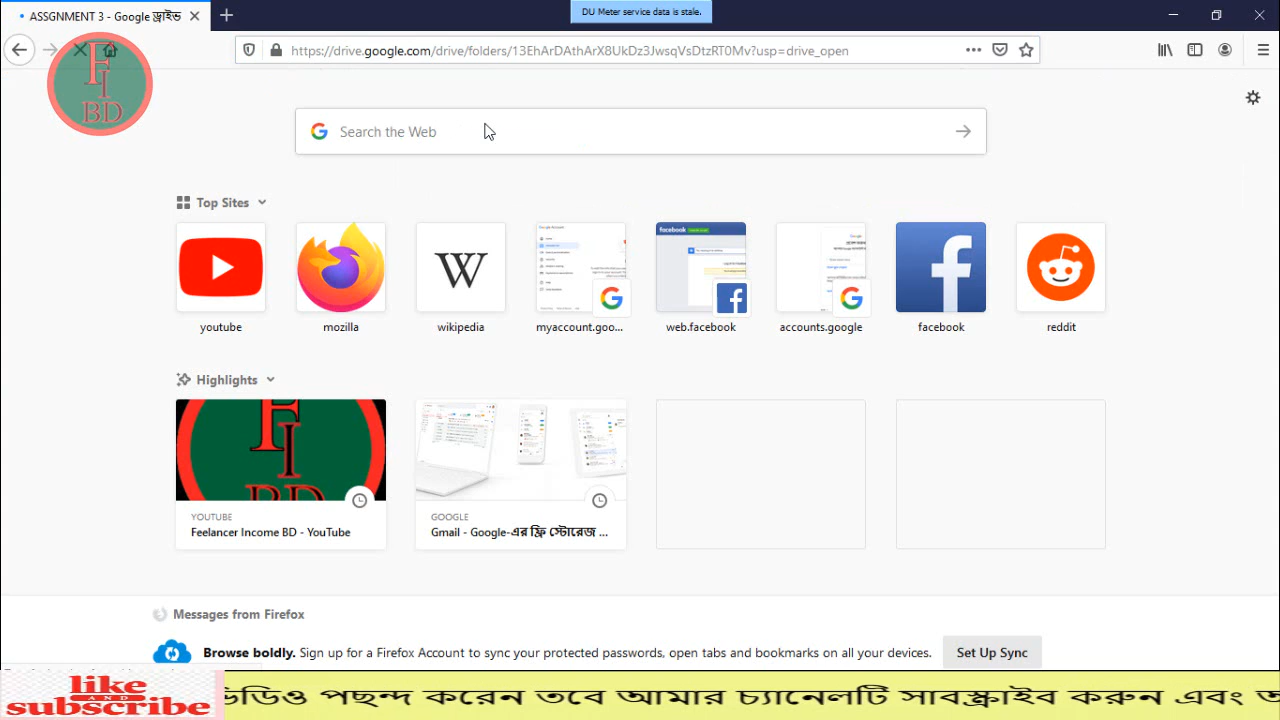 ASSGNMENT 3 - Google ড্রাইভ
DU Meter service data is stale.
https://drive.google.com/drive/folders/13EhArDAthArX8UkDz3JwsqVsDtzRT0Mv?usp=drive_open
F
I
BD
Search the Web
Top Sites
W
facebook
youtube
mozilla
wikipedia
myaccount.goo...
web.facebook
accounts.google
facebook
reddit
Highlights
F
I
BD
YOUTUBE
Feelancer Income BD - YouTube
GOOGLE
Gmail - Google-এর ফ্রি স্টোরেজ ...
Messages from Firefox
Browse boldly. Sign up for a Firefox Account to sync your protected passwords, open tabs and bookmarks on all your devices.
Set Up Sync
like
AND
subscribe
ভিডিও পছন্দ করেন তবে আমার চ্যানেলটি সাবস্ক্রাইব করুন এবং